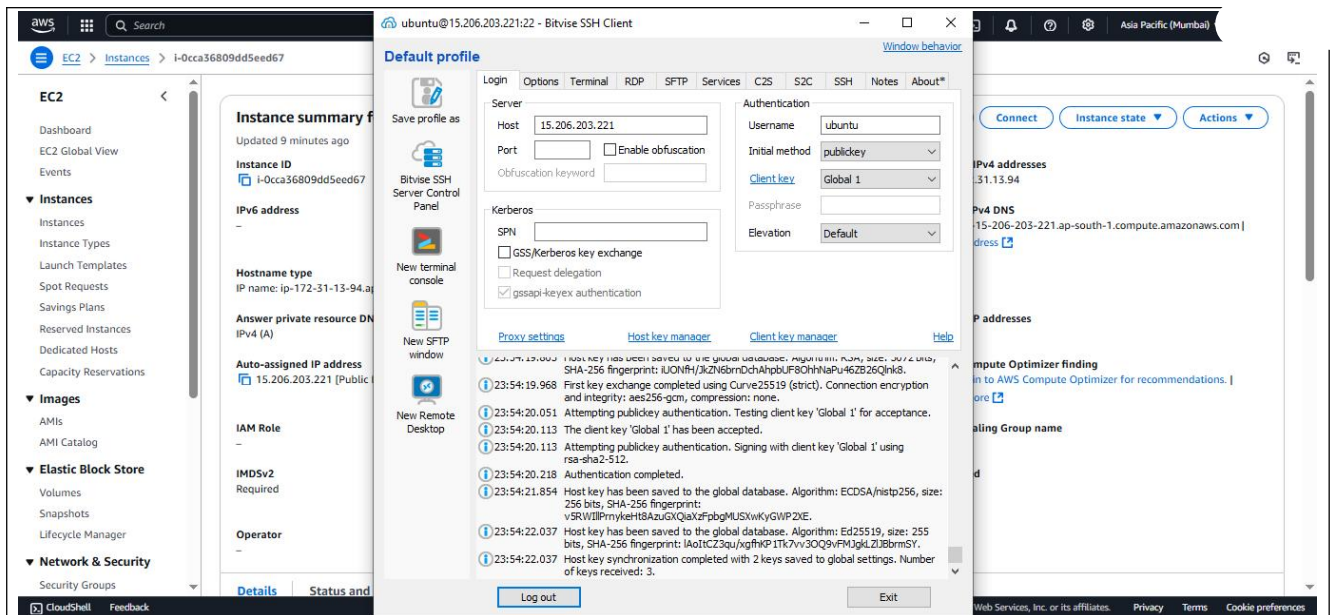 aws
Search
Asia Pacific (Mumbai)
EC2 > Instances > i-0cca36809dd5eed67
EC2
Dashboard
EC2 Global View
Events
Instances
Instances
Instance Types
Launch Templates
Spot Requests
Savings Plans
Reserved Instances
Dedicated Hosts
Capacity Reservations
Images
AMIs
AMI Catalog
Elastic Block Store
Volumes
Snapshots
Lifecycle Manager
Network & Security
Security Groups
CloudShell Feedback
Instance summary f
Updated 9 minutes ago
Instance ID
i-0cca36809dd5eed67
IPv6 address
–
Hostname type
IP name: ip-172-31-13-94.a
Answer private resource DN
IPv4 (A)
Auto-assigned IP address
15.206.203.221 [Public I
IAM Role
–
IMDSv2
Required
Operator
–
Details Status and
ubuntu@15.206.203.221:22 - Bitvise SSH Client
Default profile
Window behavior
Save profile as
Bitvise SSH
Server Control
Panel
New terminal
console
New SFTP
window
New Remote
Desktop
Login Options Terminal RDP SFTP Services C2S S2C SSH Notes About*
Server
Host 15.206.203.221
Port Enable obfuscation
Obfuscation keyword
Kerberos
SPN
GSS/Kerberos key exchange
Request delegation
gssapi-keyex authentication
Authentication
Username ubuntu
Initial method publickey
Client key Global 1
Passphrase
Elevation Default
Proxy settings Host key manager Client key manager Help
23:54:19.803 Host key has been saved to the global database. Algorithm: RSA, size: 3072 bits,
SHA-256 fingerprint: iUONfH/JkZN6brnDchAhpbUF8OhhNaPu46ZB26Qlnk8.
23:54:19.968 First key exchange completed using Curve25519 (strict). Connection encryption
and integrity: aes256-gcm, compression: none.
23:54:20.051 Attempting publickey authentication. Testing client key 'Global 1' for acceptance.
23:54:20.113 The client key 'Global 1' has been accepted.
23:54:20.113 Attempting publickey authentication. Signing with client key 'Global 1' using
rsa-sha2-512.
23:54:20.218 Authentication completed.
23:54:21.854 Host key has been saved to the global database. Algorithm: ECDSA/nistp256, size:
256 bits, SHA-256 fingerprint:
v5RWIllPrnykeHt8AzuGXQiaXzFpbgMUSXwKyGWP2XE.
23:54:22.037 Host key has been saved to the global database. Algorithm: Ed25519, size: 255
bits, SHA-256 fingerprint: lAoItCZ3qu/xgfhKP1Tk7vv3OQ9vFMJgkLZlJBbrmSY.
23:54:22.037 Host key synchronization completed with 2 keys saved to global settings. Number
of keys received: 3.
Log out Exit
Connect Instance state Actions
IPv4 addresses
.31.13.94
Pv4 DNS
-15-206-203-221.ap-south-1.compute.amazonaws.com |
dress
P addresses
mpute Optimizer finding
in to AWS Compute Optimizer for recommendations. |
ore
aling Group name
d
Web Services, Inc. or its affiliates. Privacy Terms Cookie preferences